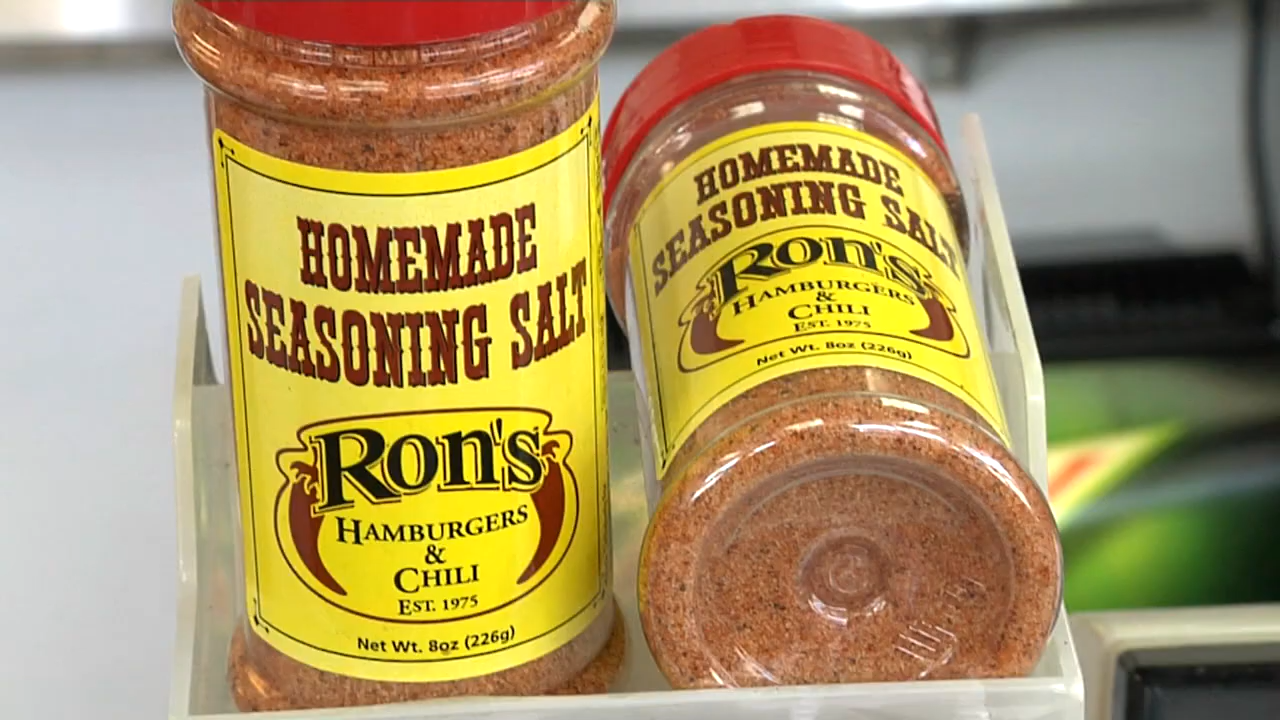 HOMEMADE
SEASONING SALT
RON'S
HAMBURGERS
&
CHILI
EST. 1975
Net Wt. 8oz (226g)
HOMEMADE
SEASONING SALT
RON'S
HAMBURGERS
&
CHILI
EST. 1975
Net Wt. 8oz (226g)